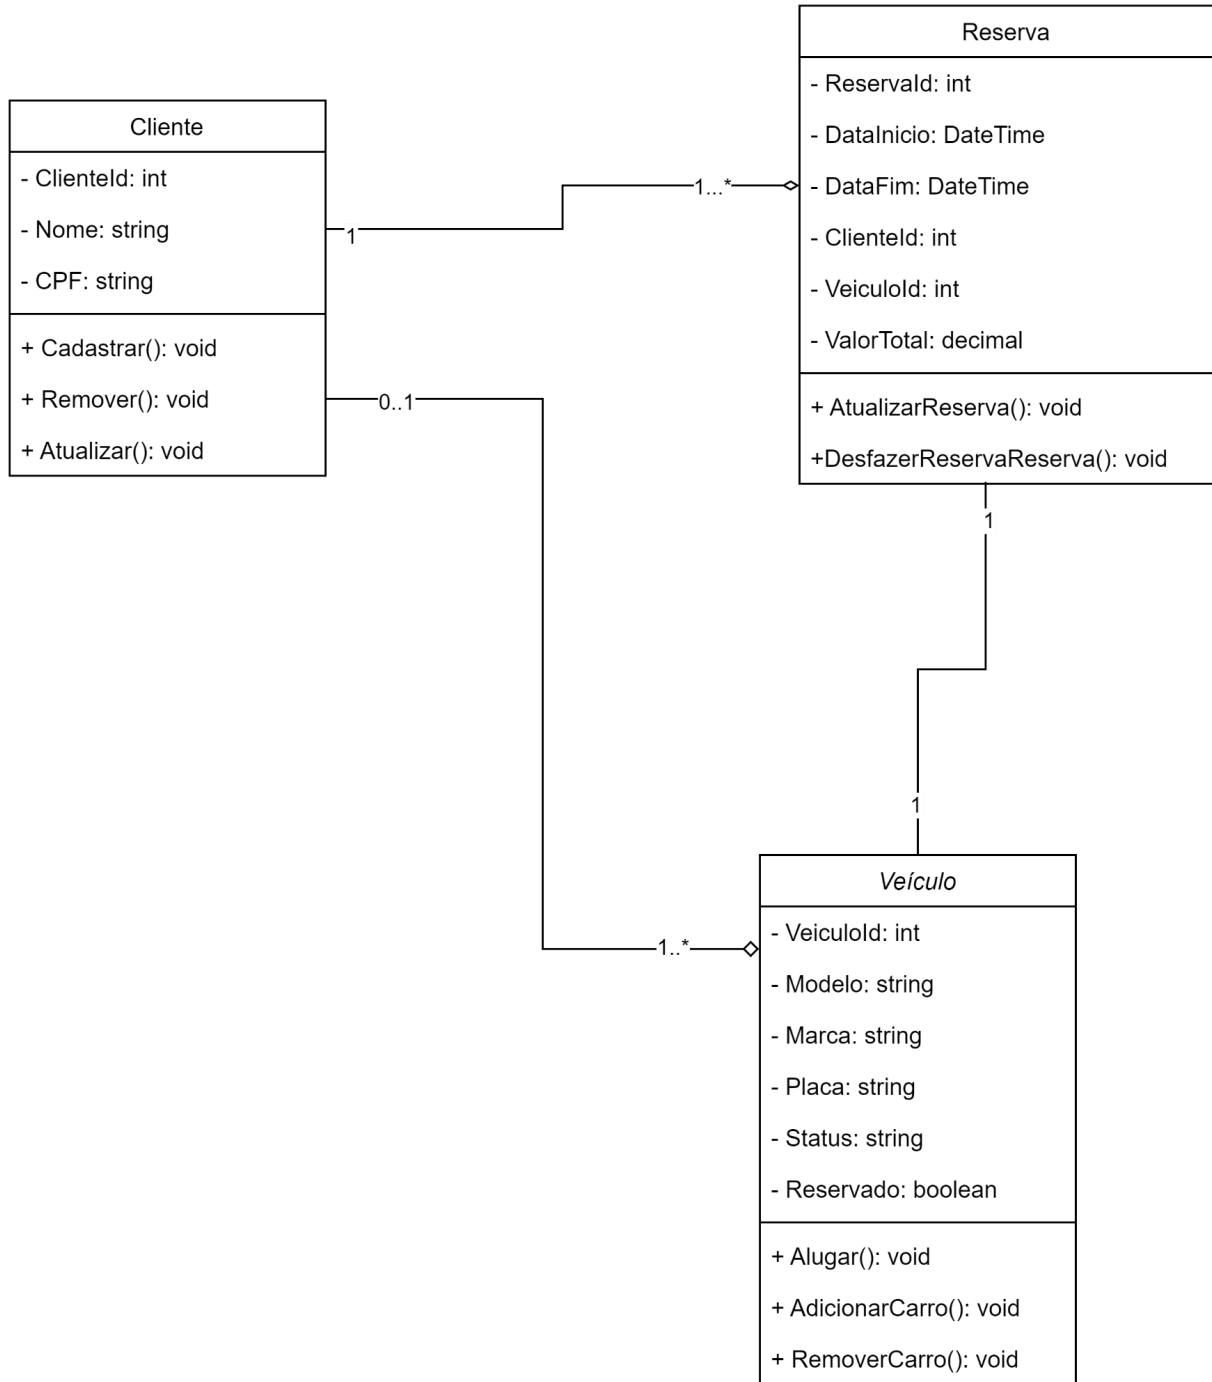 Cliente
- ClienteId: int
- Nome: string
- CPF: string
+ Cadastrar(): void
+ Remover(): void
+ Atualizar(): void
1
1...*
0..1
1..*
Reserva
- ReservaId: int
- DataInicio: DateTime
- DataFim: DateTime
- ClienteId: int
- VeiculoId: int
- ValorTotal: decimal
+ AtualizarReserva(): void
+DesfazerReservaReserva(): void
1
1
Veículo
- VeiculoId: int
- Modelo: string
- Marca: string
- Placa: string
- Status: string
- Reservado: boolean
+ Alugar(): void
+ AdicionarCarro(): void
+ RemoverCarro(): void